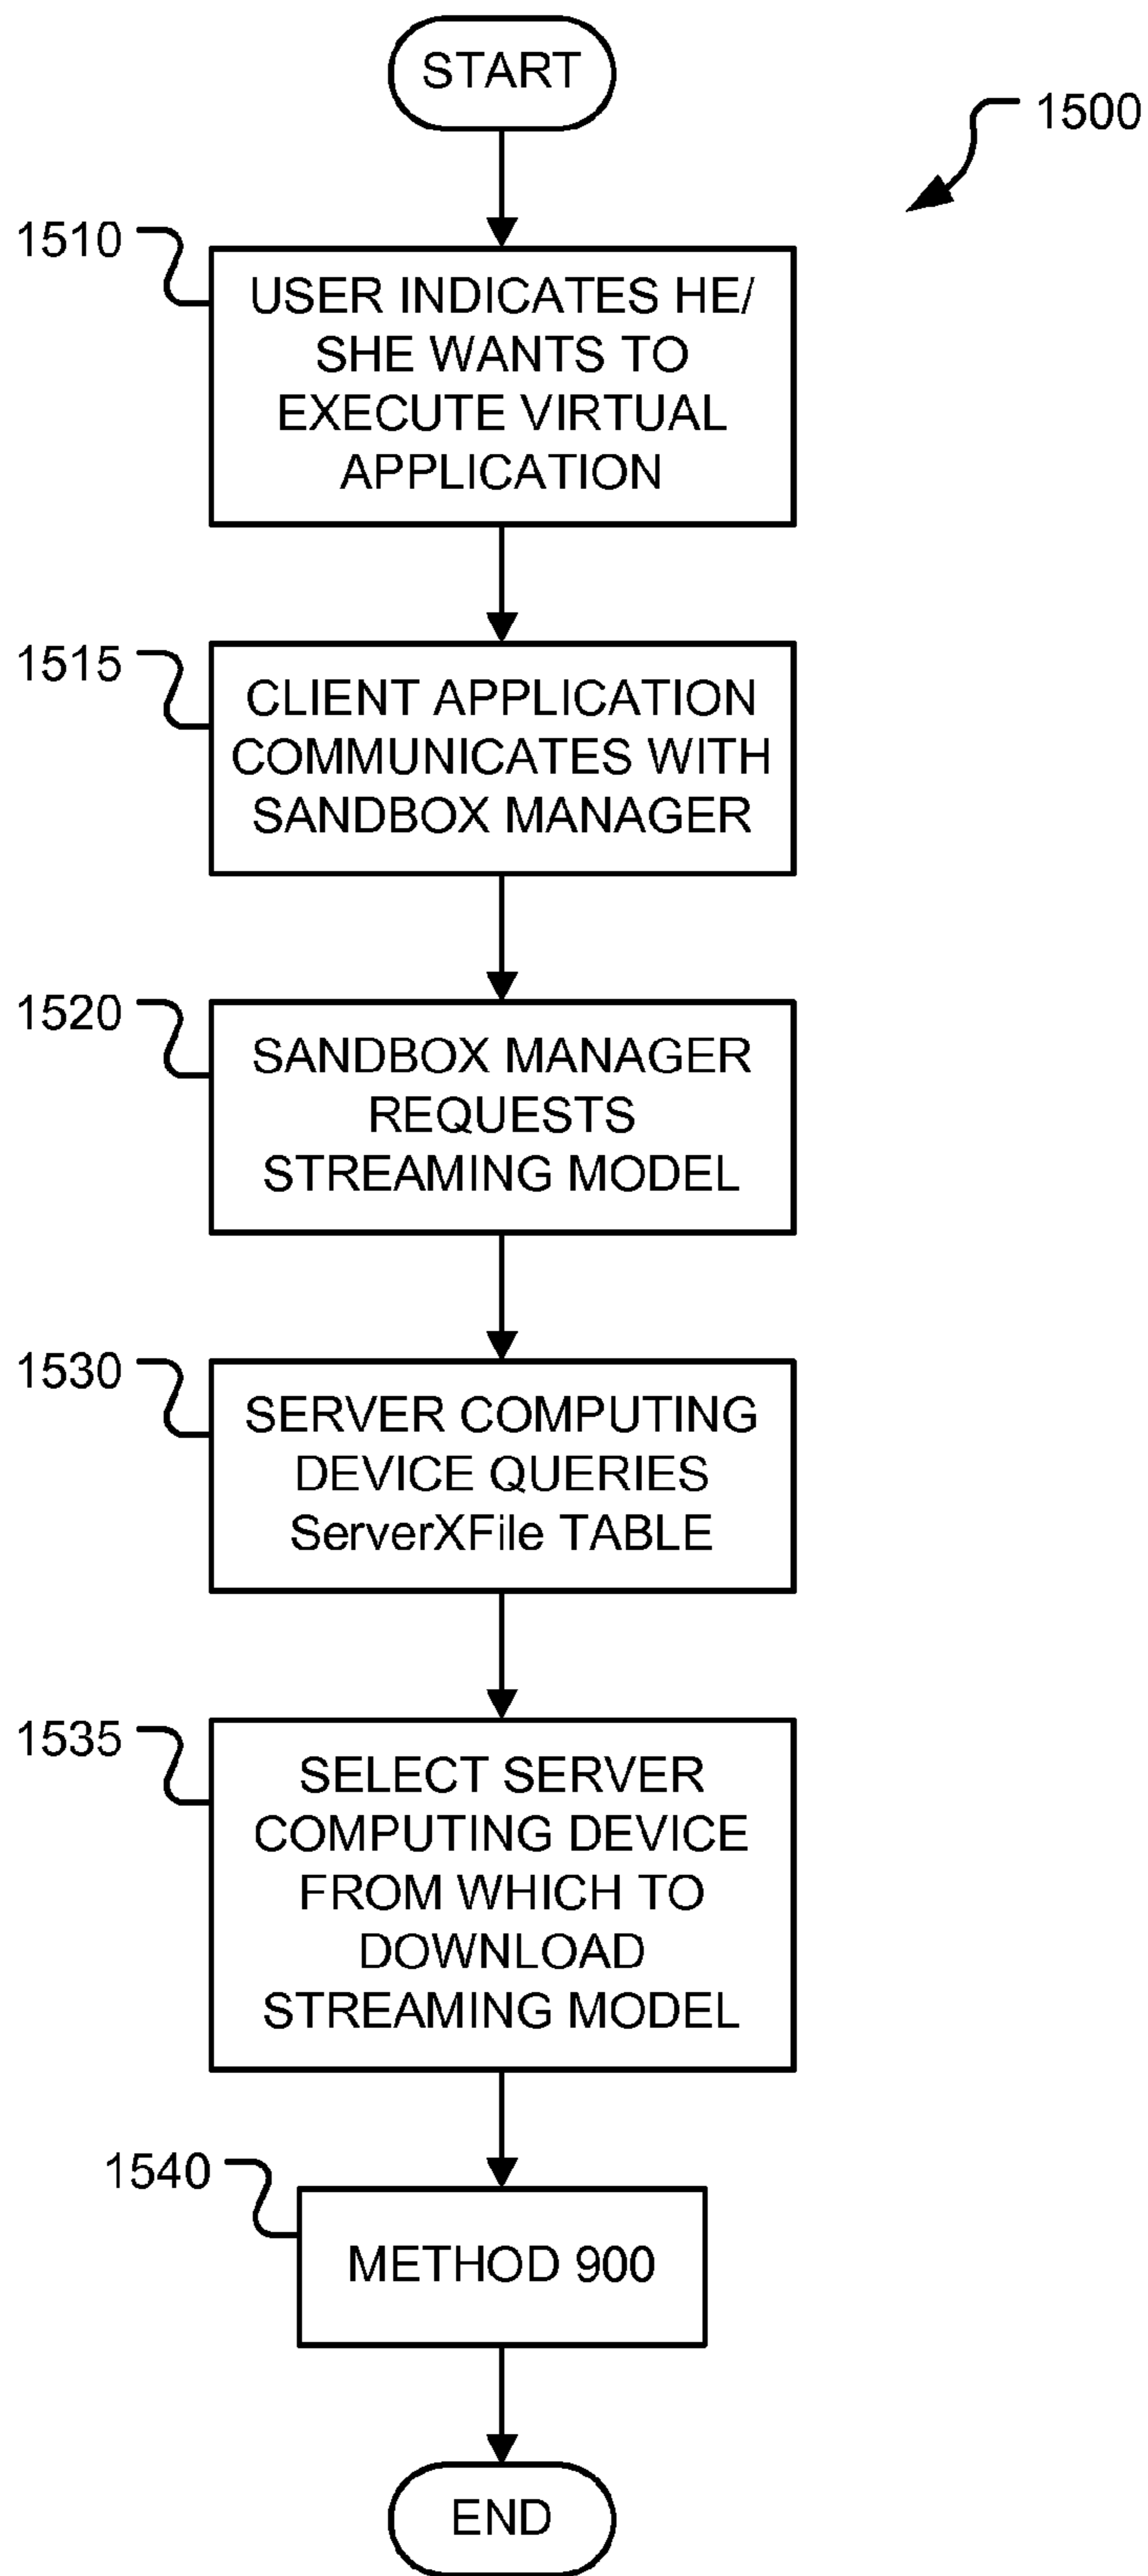 START
1500
1510
USER INDICATES HE/
SHE WANTS TO
EXECUTE VIRTUAL
APPLICATION
1515
CLIENT APPLICATION
COMMUNICATES WITH
SANDBOX MANAGER
1520
SANDBOX MANAGER
REQUESTS
STREAMING MODEL
1530
SERVER COMPUTING
DEVICE QUERIES
ServerXFile TABLE
1535
SELECT SERVER
COMPUTING DEVICE
FROM WHICH TO
DOWNLOAD
STREAMING MODEL
1540
METHOD 900
END